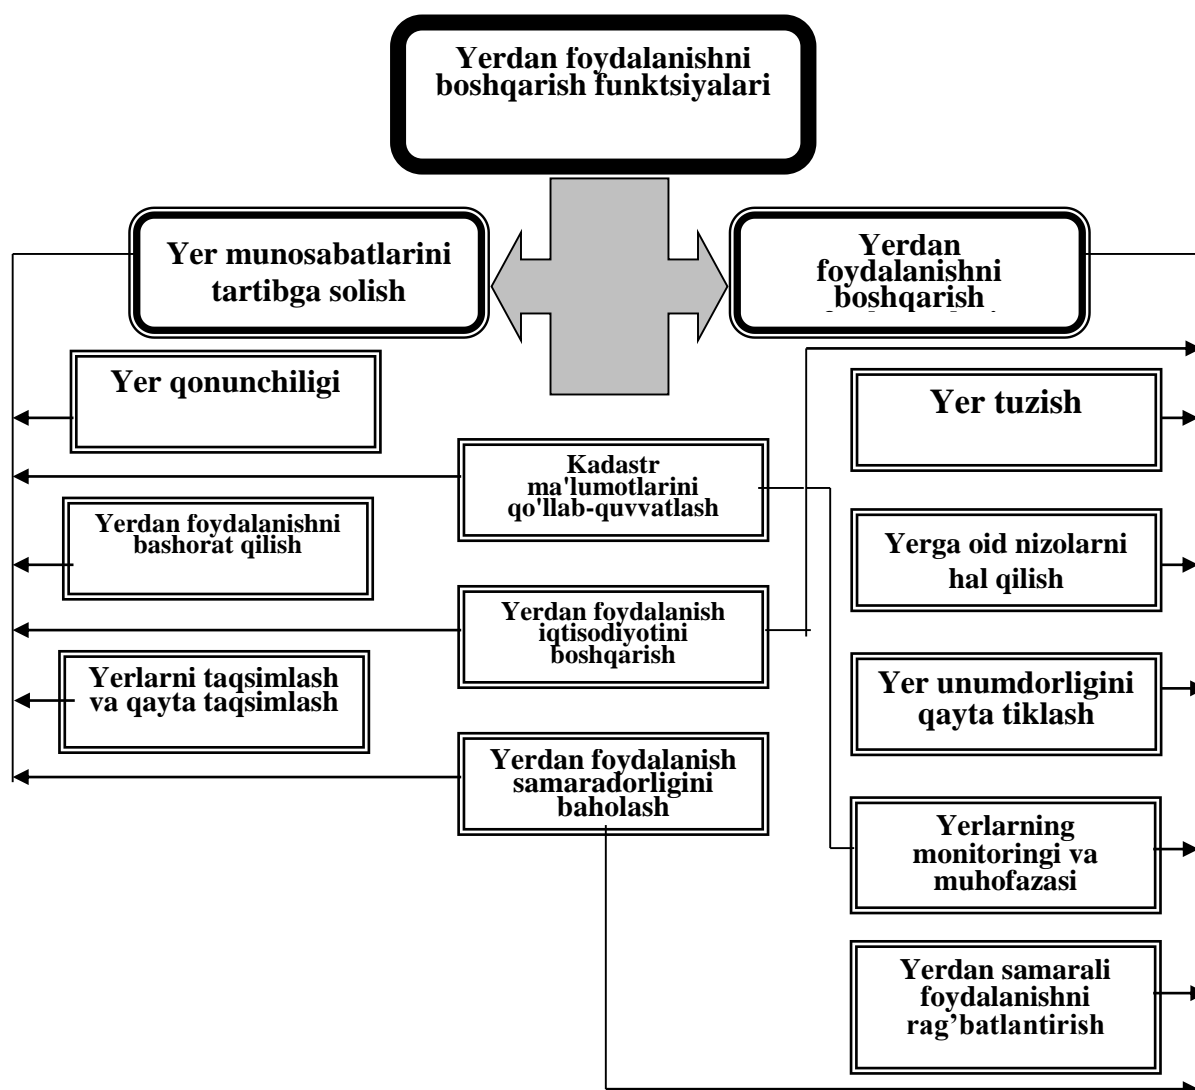 Yerdan foydalanishni
boshqarish funktsiyalari
Yer munosabatlarini
tartibga solish
Yerdan
foydalanishni
boshqarish
Yer qonunchiligi
Yer tuzish
Kadastr
ma'lumotlarini
qo'llab-quvvatlash
Yerdan foydalanishni
bashorat qilish
Yerga oid nizolarni
hal qilish
Yerdan foydalanish
iqtisodiyotini
boshqarish
Yerlarni taqsimlash
va qayta taqsimlash
Yer unumdorligini
qayta tiklash
Yerdan foydalanish
samaradorligini
baholash
Yerlarning
monitoringi va
muhofazasi
Yerdan samarali
foydalanishni
rag’batlantirish